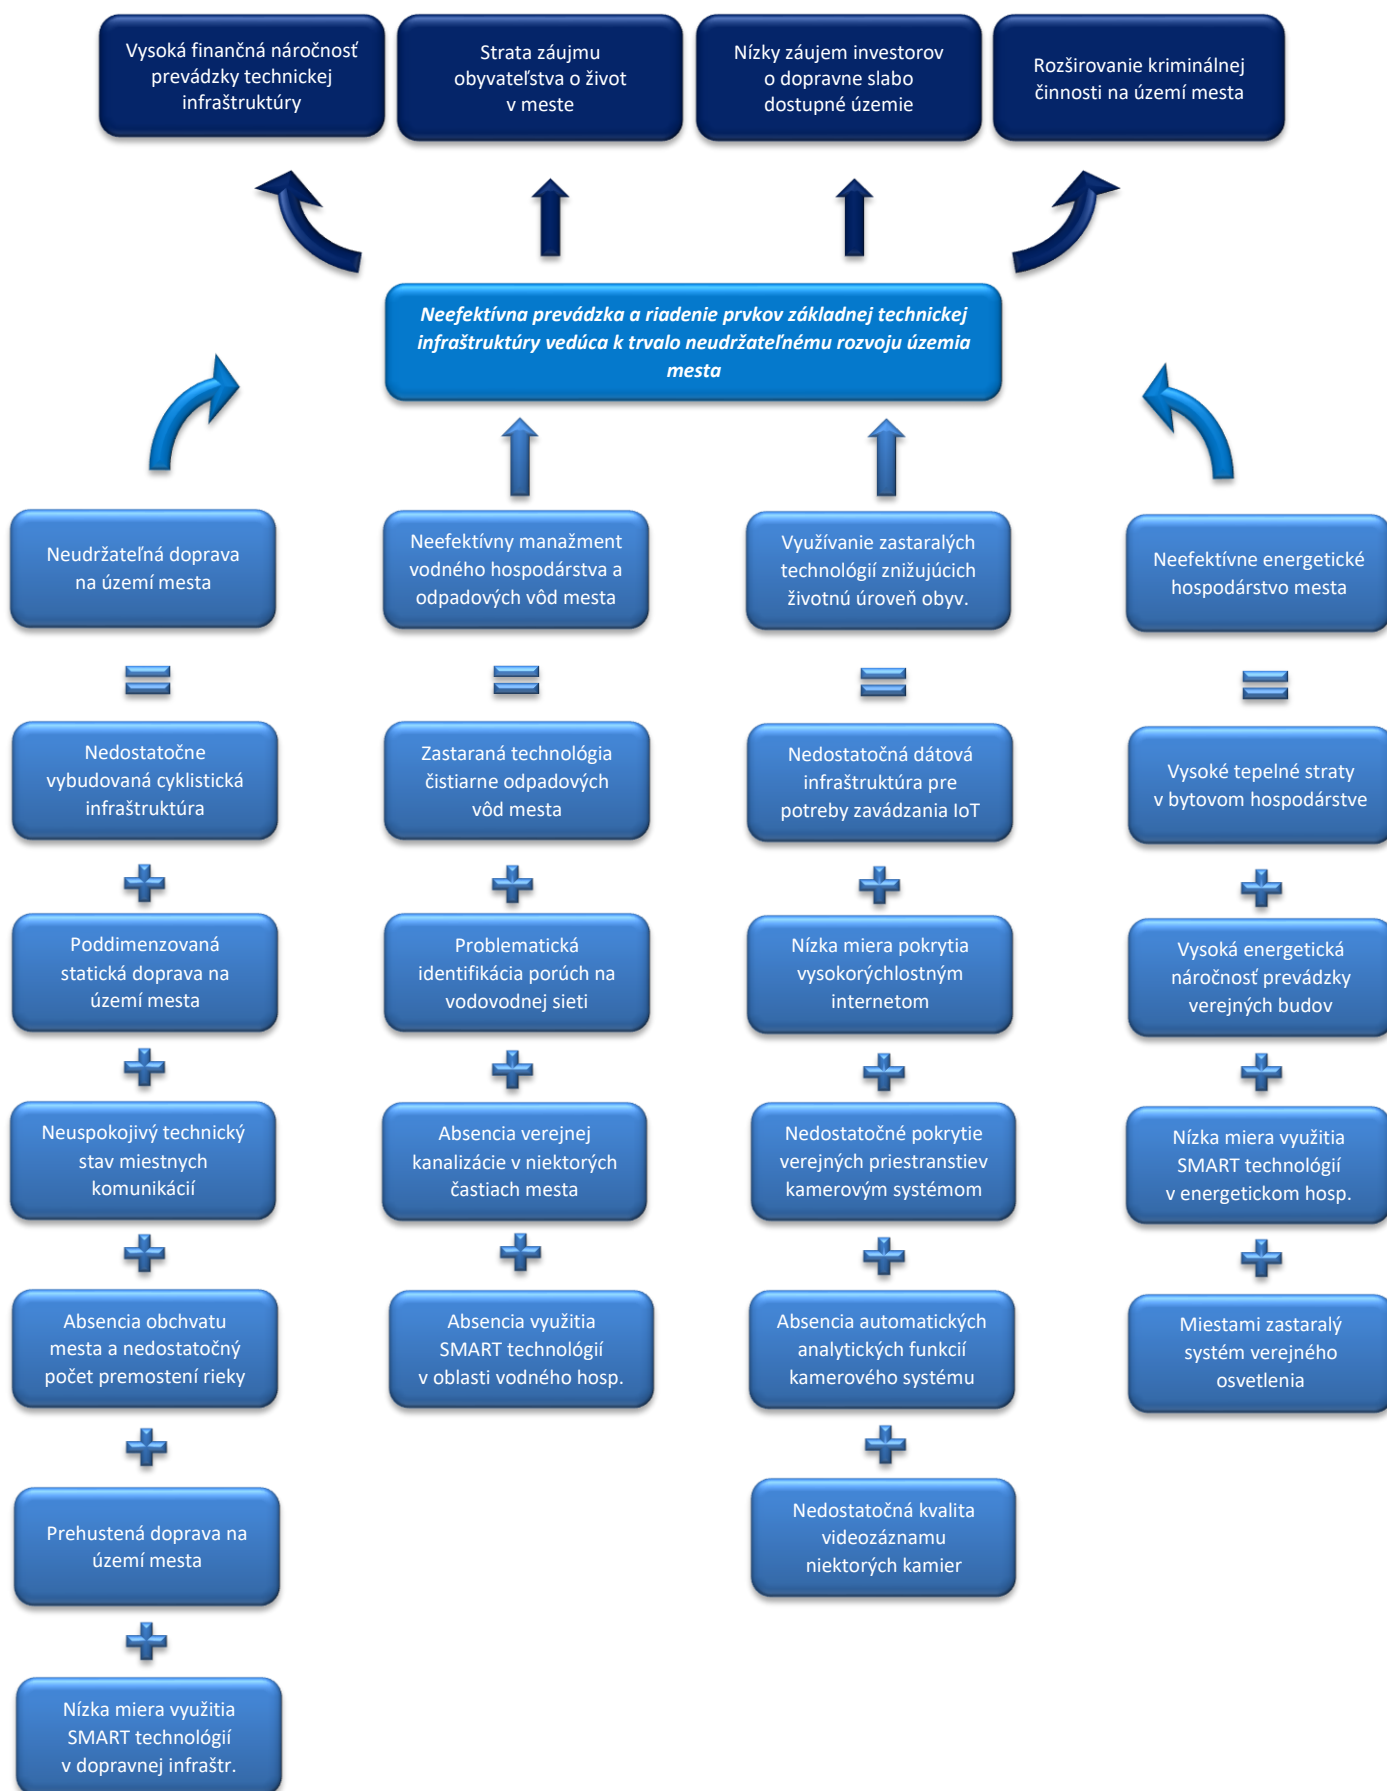 Vysoká finančná náročnosť
prevádzky technickej
infraštruktúry
Strata záujmu
obyvateľstva o život
v meste
Nízky záujem investorov
o dopravne slabo
dostupné územie
Rozširovanie kriminálnej
činnosti na území mesta
Neefektívna prevádzka a riadenie prvkov základnej technickej
infraštruktúry vedúca k trvalo neudržateľnému rozvoju územia
mesta
Neudržateľná doprava
na území mesta
Neefektívny manažment
vodného hospodárstva a
odpadových vôd mesta
Využívanie zastaralých
technológií znižujúcich
životnú úroveň obyv.
Neefektívne energetické
hospodárstvo mesta
Nedostatočne
vybudovaná cyklistická
infraštruktúra
Zastaraná technológia
čistiarne odpadových
vôd mesta
Nedostatočná dátová
infraštruktúra pre
potreby zavádzania IoT
Vysoké tepelné straty
v bytovom hospodárstve
Poddimenzovaná
statická doprava na
území mesta
Problematická
identifikácia porúch na
vodovodnej sieti
Nízka miera pokrytia
vysokorýchlostným
internetom
Vysoká energetická
náročnosť prevádzky
verejných budov
Neuspokojivý technický
stav miestnych
komunikácií
Absencia verejnej
kanalizácie v niektorých
častiach mesta
Nedostatočné pokrytie
verejných priestranstiev
kamerovým systémom
Nízka miera využitia
SMART technológií
v energetickom hosp.
Absencia obchvatu
mesta a nedostatočný
počet premostení rieky
Absencia využitia
SMART technológií
v oblasti vodného hosp.
Absencia automatických
analytických funkcií
kamerového systému
Miestami zastaralý
systém verejného
osvetlenia
Prehustená doprava na
území mesta
Nedostatočná kvalita
videozáznamu
niektorých kamier
Nízka miera využitia
SMART technológií
v dopravnej infraštr.